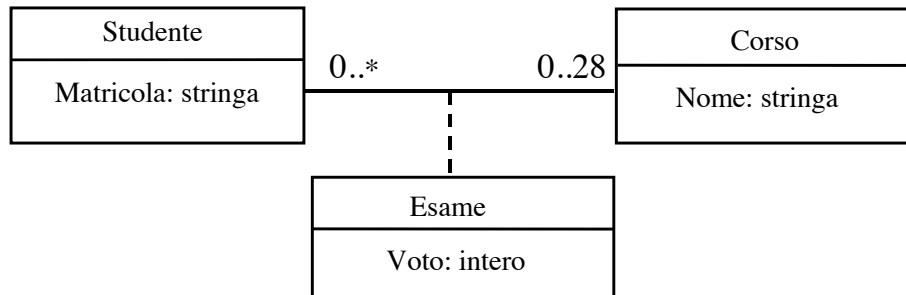 Studente
Corso
0..*
0..28
Matricola: stringa
Nome: stringa
Esame
Voto: intero